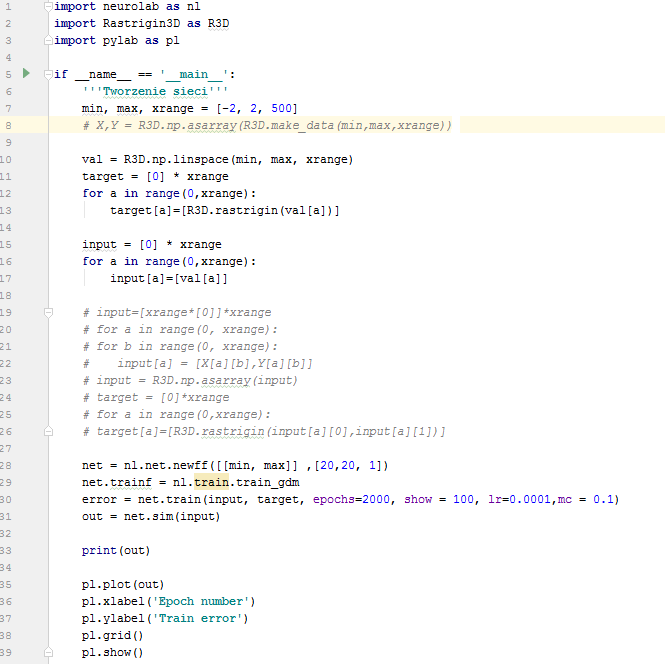 1 import neurolab as nl
2 import Rastrigin3D as R3D
3 import pylab as pl
4
5 if __name__ == '__main__':
6     '''Tworzenie sieci'''
7     min, max, xrange = [-2, 2, 500]
8     # X,Y = R3D.np.asarray(R3D.make_data(min,max,xrange))
9
10     val = R3D.np.linspace(min, max, xrange)
11     target = [0] * xrange
12     for a in range(0,xrange):
13         target[a]=[R3D.rastrigin(val[a])]
14
15     input = [0] * xrange
16     for a in range(0,xrange):
17         input[a]=[val[a]]
18
19     # input=[xrange*[0]]*xrange
20     # for a in range(0, xrange):
21     # for b in range(0, xrange):
22     #    input[a] = [X[a][b],Y[a][b]]
23     # input = R3D.np.asarray(input)
24     # target = [0]*xrange
25     # for a in range(0,xrange):
26     # target[a]=[R3D.rastrigin(input[a][0],input[a][1])]
27
28     net = nl.net.newff([[min, max]] ,[20,20, 1])
29     net.trainf = nl.train.train_gdm
30     error = net.train(input, target, epochs=2000, show = 100, lr=0.0001,mc = 0.1)
31     out = net.sim(input)
32
33     print(out)
34
35     pl.plot(out)
36     pl.xlabel('Epoch number')
37     pl.ylabel('Train error')
38     pl.grid()
39     pl.show()